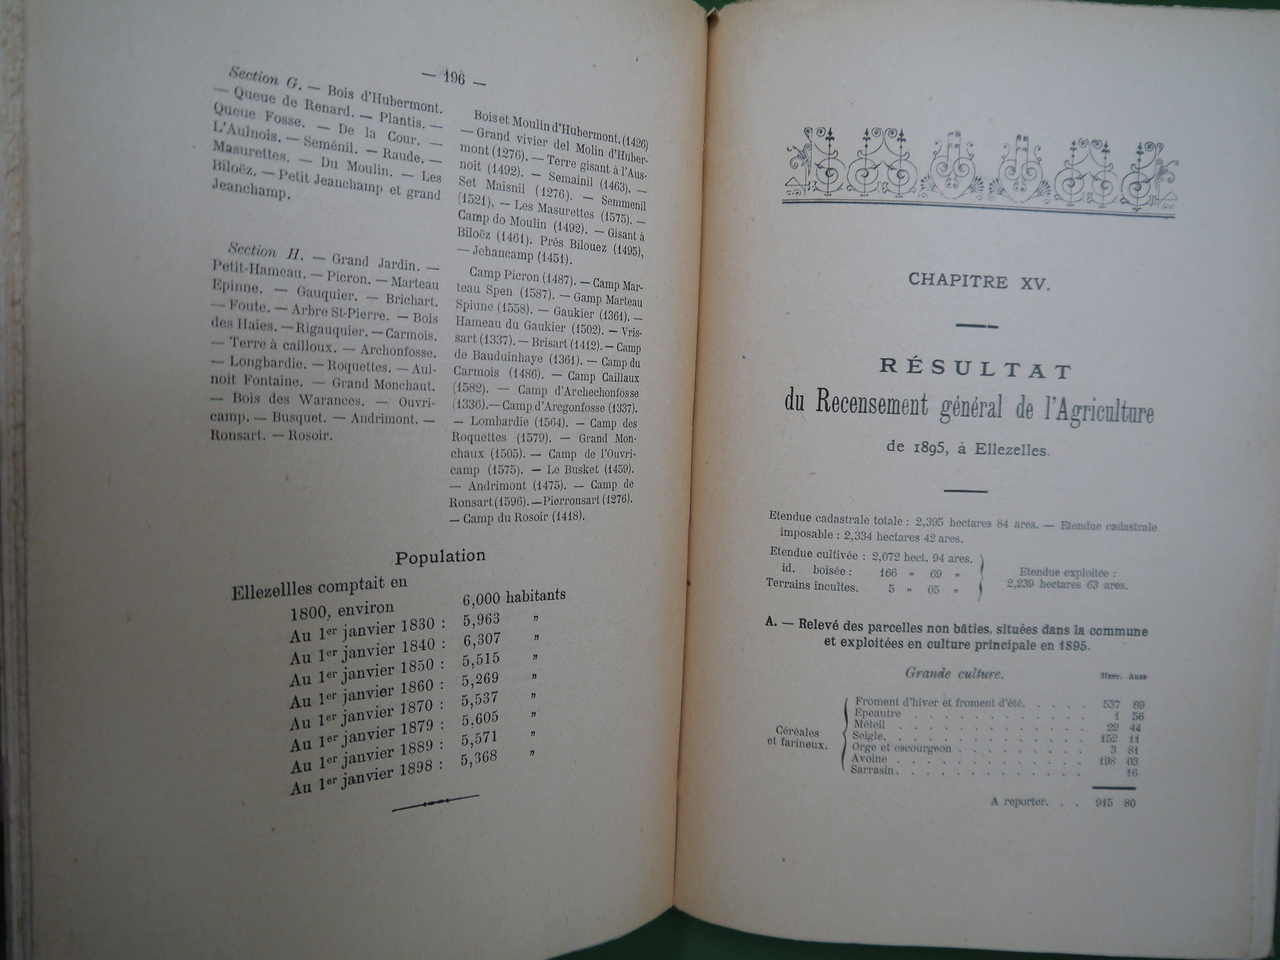 — 196 —
Section G. — Bois d'Hubermont.
— Queue de Renard. — Plantis. —
Queue Fosse. — De la Cour. —
L'Aulnois. — Seménil. — Raude. —
Masurettes. — Du Moulin. — Les
Biloëz. — Petit Jeanchamp et grand
Jeanchamp.
Bois et Moulin d'Hubermont. (1426)
— Grand vivier del Molin d'Huber-
mont (1276). — Terre gisant à l'Aus-
noit (1492). — Semainil (1463). —
Set Maisnil (1276). — Semmenil
(1521), — Les Masurettes (1575). —
Camp do Moulin (1492). — Gisant à
Biloëz (1461). Prés Bilouez (1495),
— Jehancamp (1451).
Section H. — Grand Jardin. —
Petit-Hameau. — Picron. — Marteau
Epinne. — Gauquier. — Brichart.
— Foute. — Arbre St-Pierre. — Bois
des Haies. — Rigauquier. — Carmois.
— Terre à cailloux. — Archonfosse.
— Longbardie. — Roquettes. — Aul-
noit Fontaine. — Grand Monchaut.
— Bois des Warances. — Ouvri-
camp. — Busquet. — Andrimont. —
Ronsart. — Rosoir.
Camp Picron (1487). — Camp Mar-
teau Spen (1587). — Gamp Marteau
Spiune (1558). — Gaukier (1361). —
Hameau du Gaukier (1502). — Vris-
sart (1337). — Brisart (1412). — Camp
de Bauduinhaye (1361). — Camp du
Carmois (1486). — Camp Caillaux
(1582). — Camp d'Archechonfosse
(1336). — Camp d'Arcgonfosse (1337).
— Lombardie (1564). — Camp des
Roquettes (1579). — Grand Mon-
chaux (1505). — Camp de l'Ouvri-
camp (1575). — Le Busket (1459).
— Andrimont (1475). — Camp de
Ronsart (1596). — Pierronsart (1276).
— Camp du Rosoir (1418).
Population
Ellezellles comptait en
1800, environ 6,000 habitants
Au 1er janvier 1830 : 5,963 »
Au 1er janvier 1840 : 6,307 »
Au 1er janvier 1850 : 5,515 »
Au 1er janvier 1860 : 5,269 »
Au 1er janvier 1870 : 5,537 »
Au 1er janvier 1879 : 5.605 »
Au 1er janvier 1889 : 5,571 »
Au 1er janvier 1898 : 5,368 »
CHAPITRE XV.
RÉSULTAT
du Recensement général de l'Agriculture
de 1895, à Ellezelles.
Etendue cadastrale totale : 2,395 hectares 84 ares. — Etendue cadastale
imposable : 2,334 hectares 42 ares.
Etendue cultivée : 2,072 hect. 94 ares.
id. boisée : 166 » 69 »
Terrains incultes. 5 » 05 »
Etendue exploitée :
2,239 hectares 63 ares.
A. — Relevé des parcelles non bâties, situées dans la commune
et exploitées en culture principale en 1895.
Grande culture. Hect. Ares
Céréales
et farineux.
Froment d'hiver et froment d'été. . . . . . 537 69
Epeautre . . . . . . . . . . 1 56
Méteil . . . . . . . . . . 22 44
Seigle. . . . . . . . . . . 152 11
Orge et escourgeon . . . . . . . . 3 81
Avoine . . . . . . . . . . 198 03
Sarrasin. . . . . . . . . . . 16
A reporter. . . 915 80